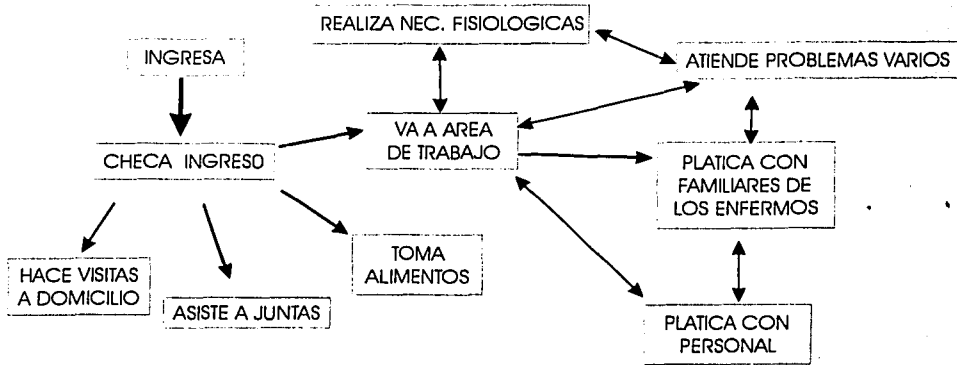 REALIZA NEC. FISIOLOGICAS
INGRESA
ATIENDE PROBLEMAS VARIOS
VA A AREA
DE TRABAJO
CHECA INGRESO
PLATICA CON
FAMILIARES DE
LOS ENFERMOS
TOMA
ALIMENTOS
HACE VISITAS
A DOMICILIO
ASISTE A JUNTAS
PLATICA CON
PERSONAL